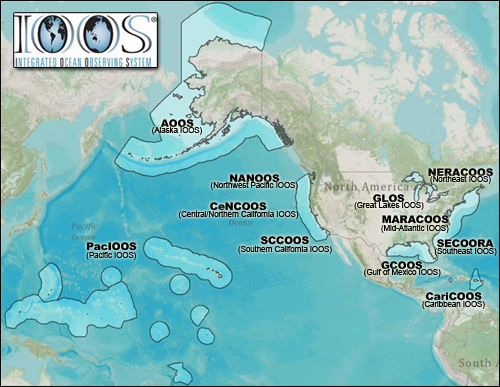 IOOS®
INTEGRATED OCEAN OBSERVING SYSTEM
AOOS
(Alaska IOOS)
NERACOOS
(Northeast IOOS)
NANOOS
(Northwest Pacific IOOS)
North America
GLOS
(Great Lakes IOOS)
CeNCOOS
(Central/Northern California IOOS)
MARACOOS
(Mid-Atlantic IOOS)
Pacific
Ocean
Ocean
PacIOOS
(Pacific IOOS)
SCCOOS
(Southern California IOOS)
SECOORA
(Southeast IOOS)
GCOOS
(Gulf of Mexico IOOS)
CariCOOS
(Caribbean IOOS)
South A